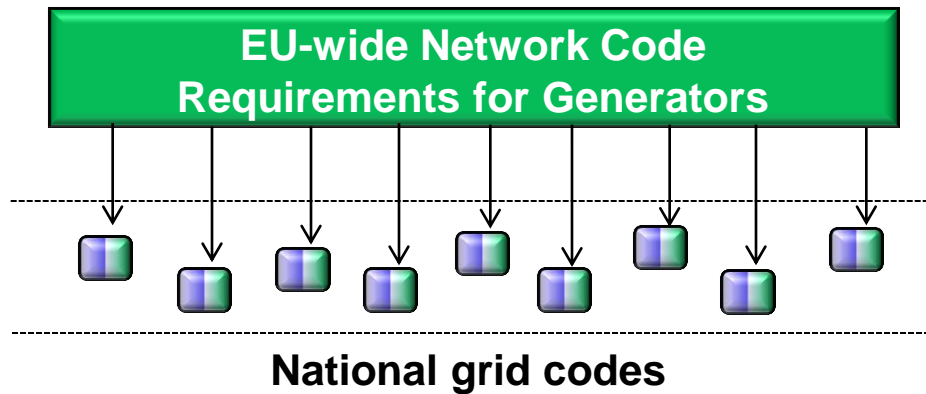 EU-wide Network Code
Requirements for Generators
National grid codes